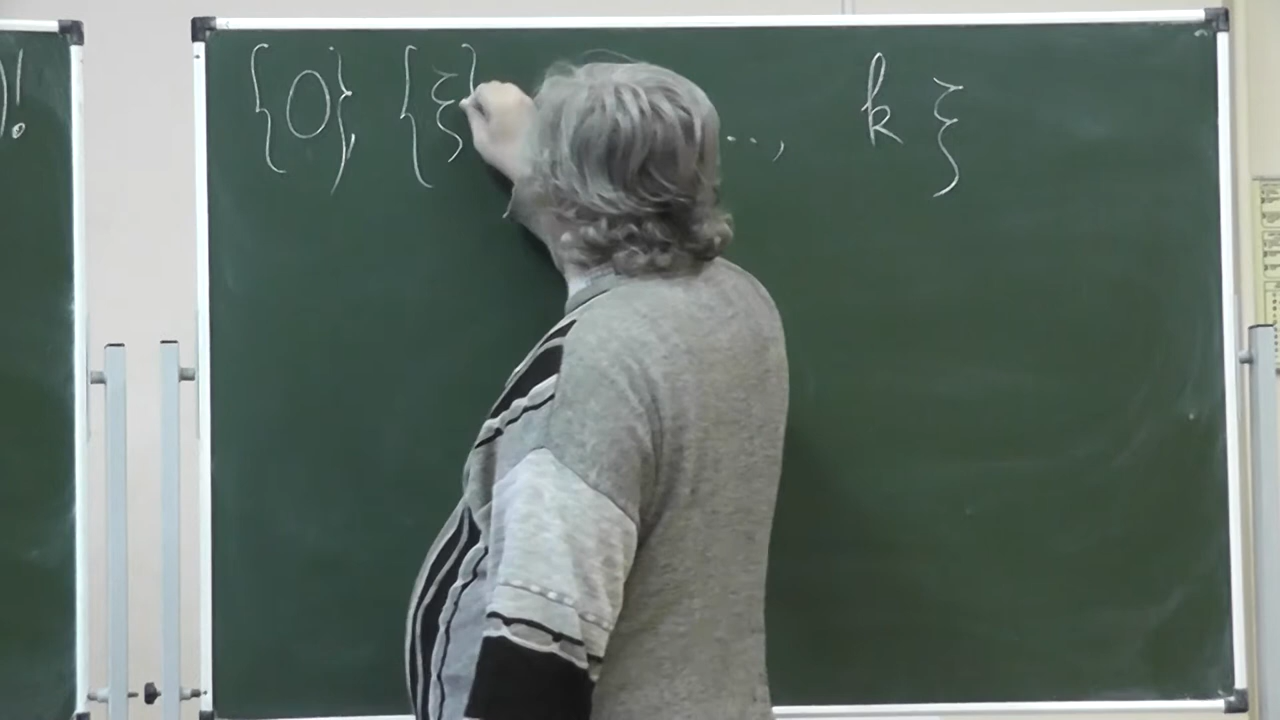 )!
{0}, {ξ} ..., k }